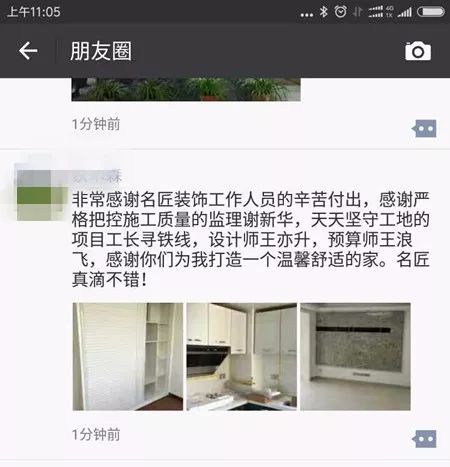 上午11:05
4G
1X
朋友圈
1分钟前
森
非常感谢名匠装饰工作人员的辛苦付出，感谢严
格把控施工质量的监理谢新华，天天坚守工地的
项目工长寻铁线，设计师王亦升，预算师王浪
飞，感谢你们为我打造一个温馨舒适的家。名匠
真滴不错！
1分钟前